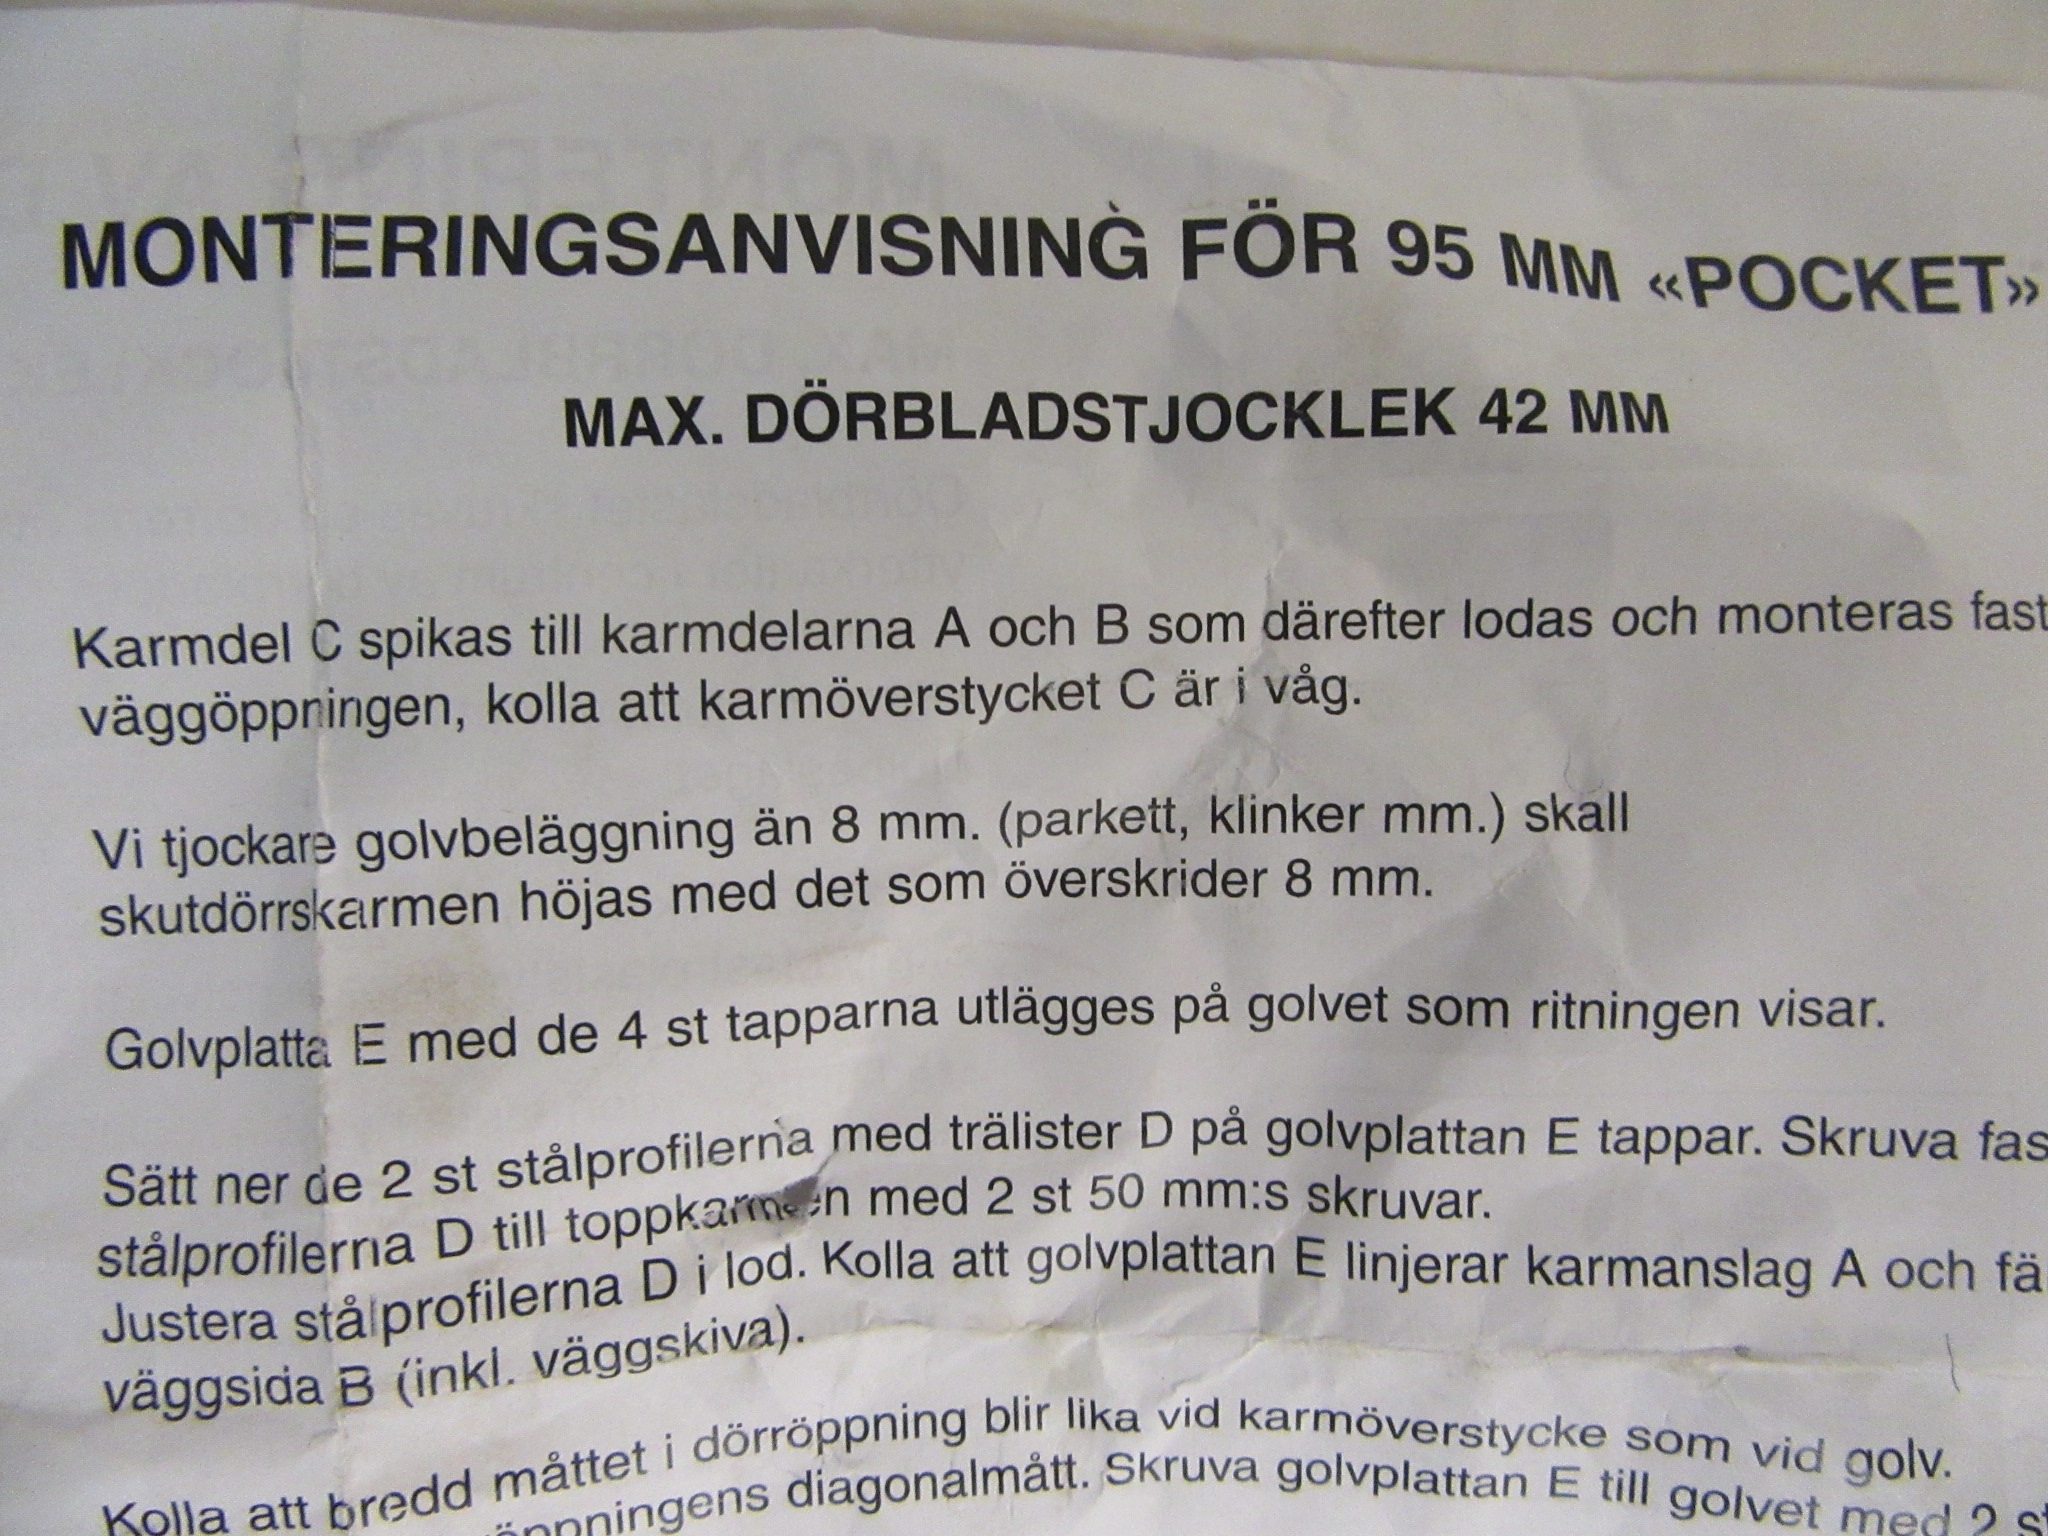 MONTERINGSANVISNING FÖR 95 MM «POCKET»
MAX. DÖRBLADSTJOCKLEK 42 MM
Karmdel C spikas till karmdelarna A och B som därefter lodas och monteras fast
väggöppningen, kolla att karmöverstycket C är i våg.
Vi tjockare golvbeläggning än 8 mm. (parkett, klinker mm.) skall
skutdörrskarmen höjas med det som överskrider 8 mm.
Golvplatta E med de 4 st tapparna utlägges på golvet som ritningen visar.
Sätt ner de 2 st stålprofilerna med trälister D på golvplattan E tappar. Skruva fas
stålprofilerna D till toppkarmen med 2 st 50 mm:s skruvar.
Justera stålprofilerna D i lod. Kolla att golvplattan E linjerar karmanslag A och fä
väggsida B (inkl. väggskiva).
Kolla att bredd måttet i dörröppning blir lika vid karmöverstycke som vid golv.
diagonalmått. Skruva golvplattan E till golvet med 2 st